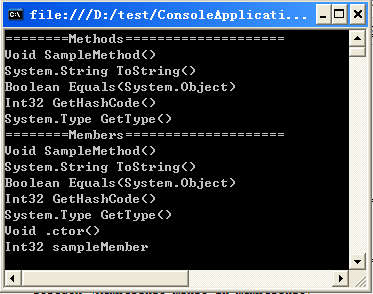 file:///D:/test/ConsoleApplicati...
========Methods====================
Void SampleMethod()
System.String ToString()
Boolean Equals(System.Object)
Int32 GetHashCode()
System.Type GetType()
========Members====================
Void SampleMethod()
System.String ToString()
Boolean Equals(System.Object)
Int32 GetHashCode()
System.Type GetType()
Void .ctor()
Int32 sampleMember